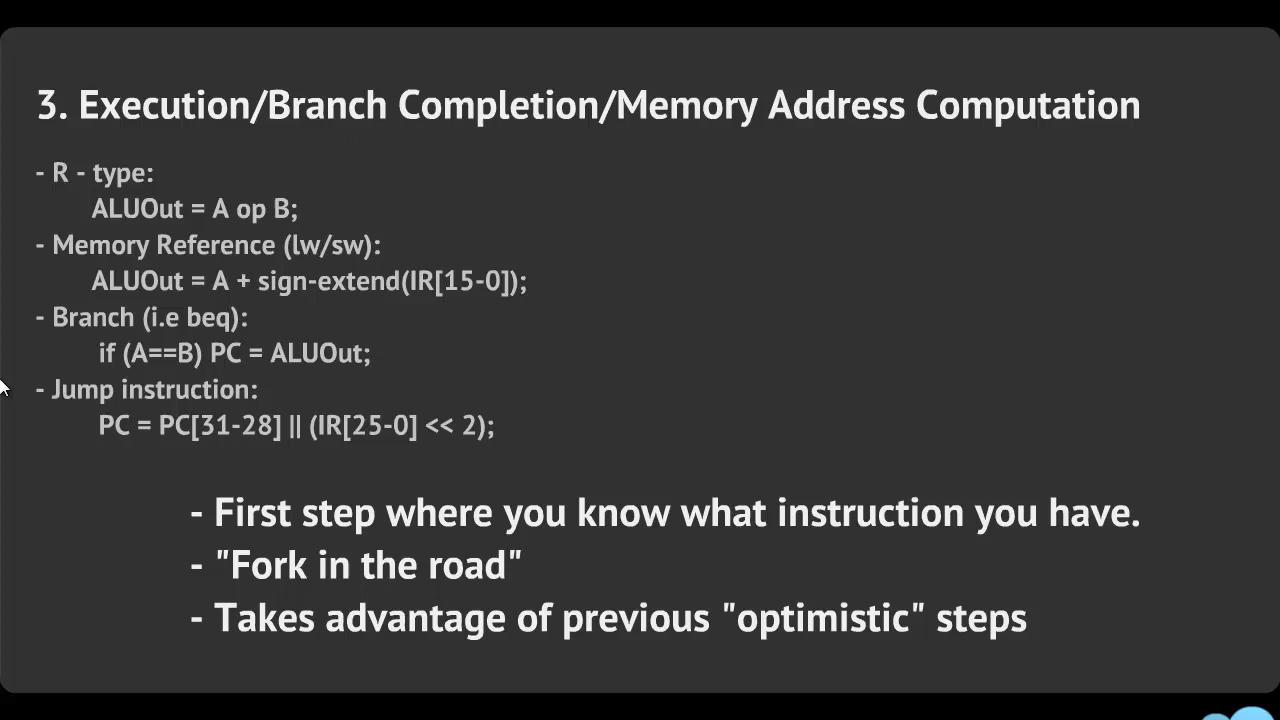 3. Execution/Branch Completion/Memory Address Computation
- R - type:
ALUOut = A op B;
- Memory Reference (lw/sw):
ALUOut = A + sign-extend(IR[15-0]);
- Branch (i.e beq):
if (A==B) PC = ALUOut;
- Jump instruction:
PC = PC[31-28] || (IR[25-0] << 2);
- First step where you know what instruction you have.
- "Fork in the road"
- Takes advantage of previous "optimistic" steps